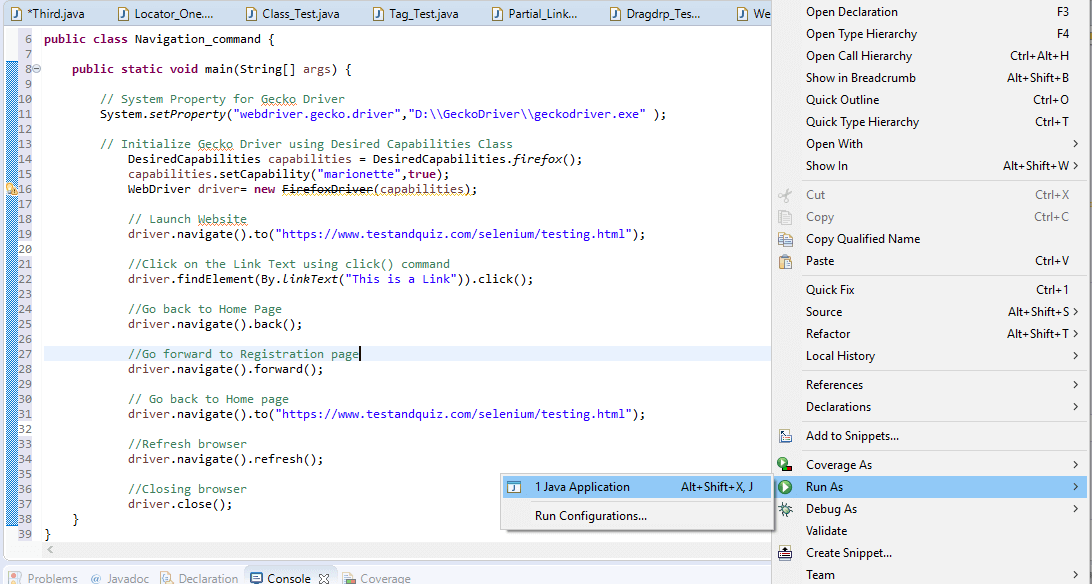 *Third.java Locator_One.... Class_Test.java Tag_Test.java Partial_Link... Dragdrp_Tes... We
6 public class Navigation_command {
7
8 public static void main(String[] args) {
9
10 // System Property for Gecko Driver
11 System.setProperty("webdriver.gecko.driver","D:\\GeckoDriver\\geckodriver.exe" );
12
13 // Initialize Gecko Driver using Desired Capabilities Class
14 DesiredCapabilities capabilities = DesiredCapabilities.firefox();
15 capabilities.setCapability("marionette",true);
16 WebDriver driver= new FirefoxDriver(capabilities);
17
18 // Launch Website
19 driver.navigate().to("https://www.testandquiz.com/selenium/testing.html");
20
21 //Click on the Link Text using click() command
22 driver.findElement(By.linkText("This is a Link")).click();
23
24 //Go back to Home Page
25 driver.navigate().back();
26
27 //Go forward to Registration page
28 driver.navigate().forward();
29
30 // Go back to Home page
31 driver.navigate().to("https://www.testandquiz.com/selenium/testing.html");
32
33 //Refresh browser
34 driver.navigate().refresh();
35
36 //Closing browser
37 driver.close();
38 }
39 }
Problems @ Javadoc Declaration Console Coverage
1 Java Application Alt+Shift+X, J
Run Configurations...
Open Declaration F3
Open Type Hierarchy F4
Open Call Hierarchy Ctrl+Alt+H
Show in Breadcrumb Alt+Shift+B
Quick Outline Ctrl+O
Quick Type Hierarchy Ctrl+T
Open With
Show In Alt+Shift+W
Cut Ctrl+X
Copy Ctrl+C
Copy Qualified Name
Paste Ctrl+V
Quick Fix Ctrl+1
Source Alt+Shift+S
Refactor Alt+Shift+T
Local History
References
Declarations
Add to Snippets...
Coverage As
Run As
Debug As
Validate
Create Snippet...
Team